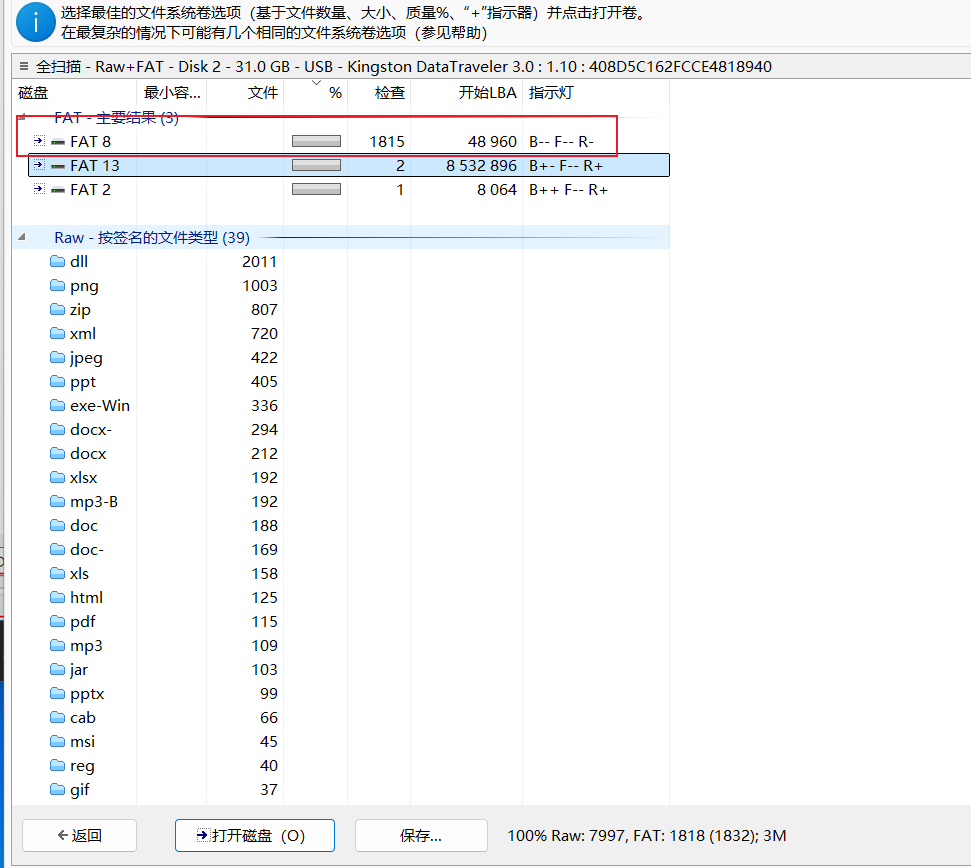 选择最佳的文件系统卷选项（基于文件数量、大小、质量%、“+”指示器）并点击打开卷。
在最复杂的情况下可能有几个相同的文件系统卷选项（参见帮助）
全扫描 - Raw+FAT - Disk 2 - 31.0 GB - USB - Kingston DataTraveler 3.0 : 1.10 : 408D5C162FCCE4818940
磁盘 最小容... 文件 % 检查 开始LBA 指示灯
FAT - 主要结果 (3)
FAT 8 1815 48 960 B-- F-- R-
FAT 13 2 8 532 896 B+- F-- R+
FAT 2 1 8 064 B++ F-- R+
Raw - 按签名的文件类型 (39)
dll 2011
png 1003
zip 807
xml 720
jpeg 422
ppt 405
exe-Win 336
docx- 294
docx 212
xlsx 192
mp3-B 192
doc 188
doc- 169
xls 158
html 125
pdf 115
mp3 109
jar 103
pptx 99
cab 66
msi 45
reg 40
gif 37
返回 打开磁盘（O） 保存... 100% Raw: 7997, FAT: 1818 (1832); 3M